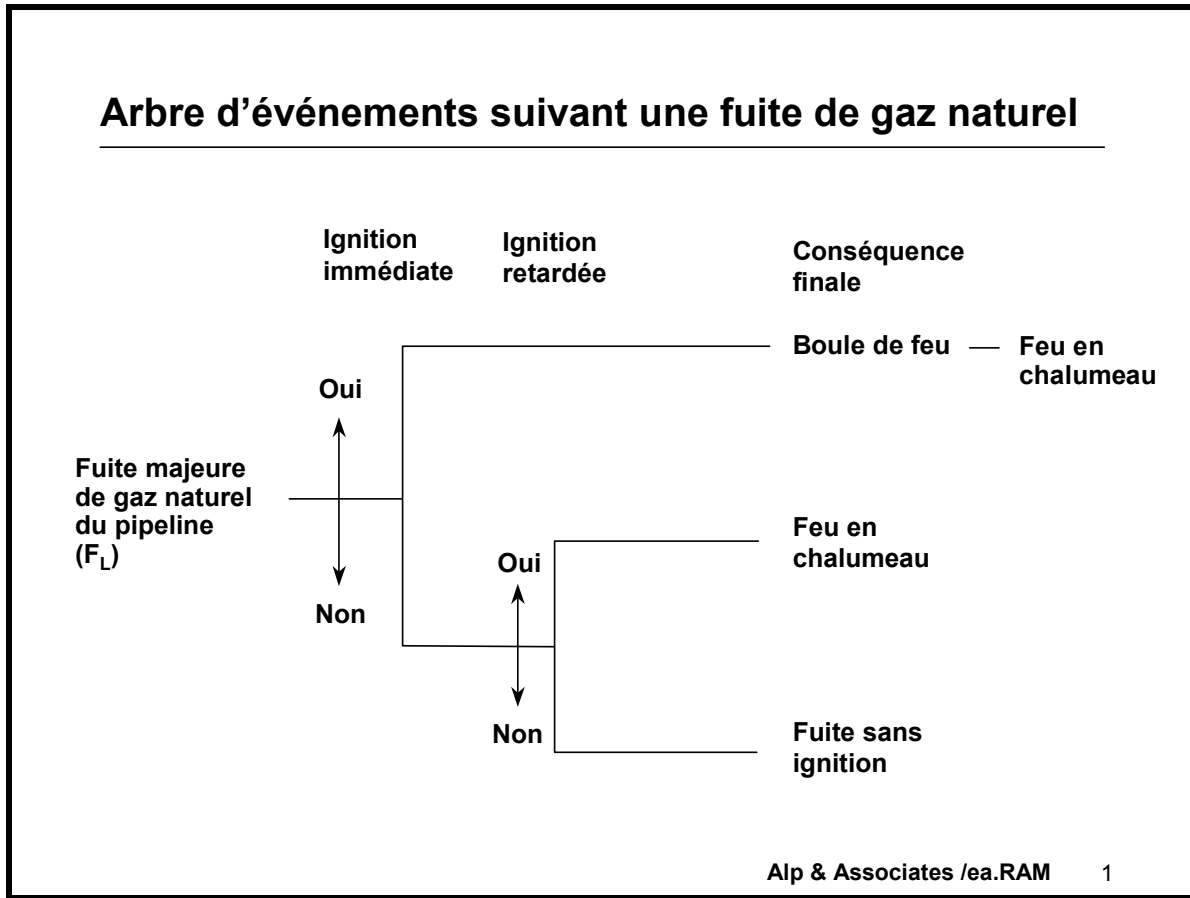 Arbre d'événements suivant une fuite de gaz naturel
Ignition
immédiate
Ignition
retardée
Conséquence
finale
Boule de feu
Feu en
chalumeau
Oui
Fuite majeure
de gaz naturel
du pipeline
(FL)
Non
Feu en
chalumeau
Oui
Non
Fuite sans
ignition
Alp & Associates /ea.RAM 1